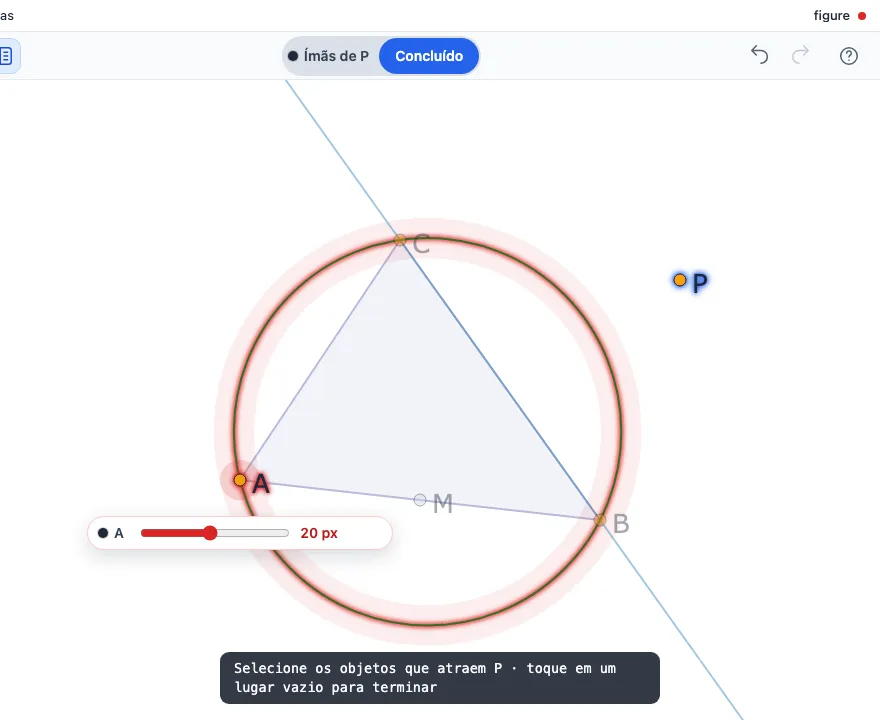 as
figure
Ímãs de P
Concluído
C
P
A
M
B
A
20 px
Selecione os objetos que atraem P · toque em um
lugar vazio para terminar